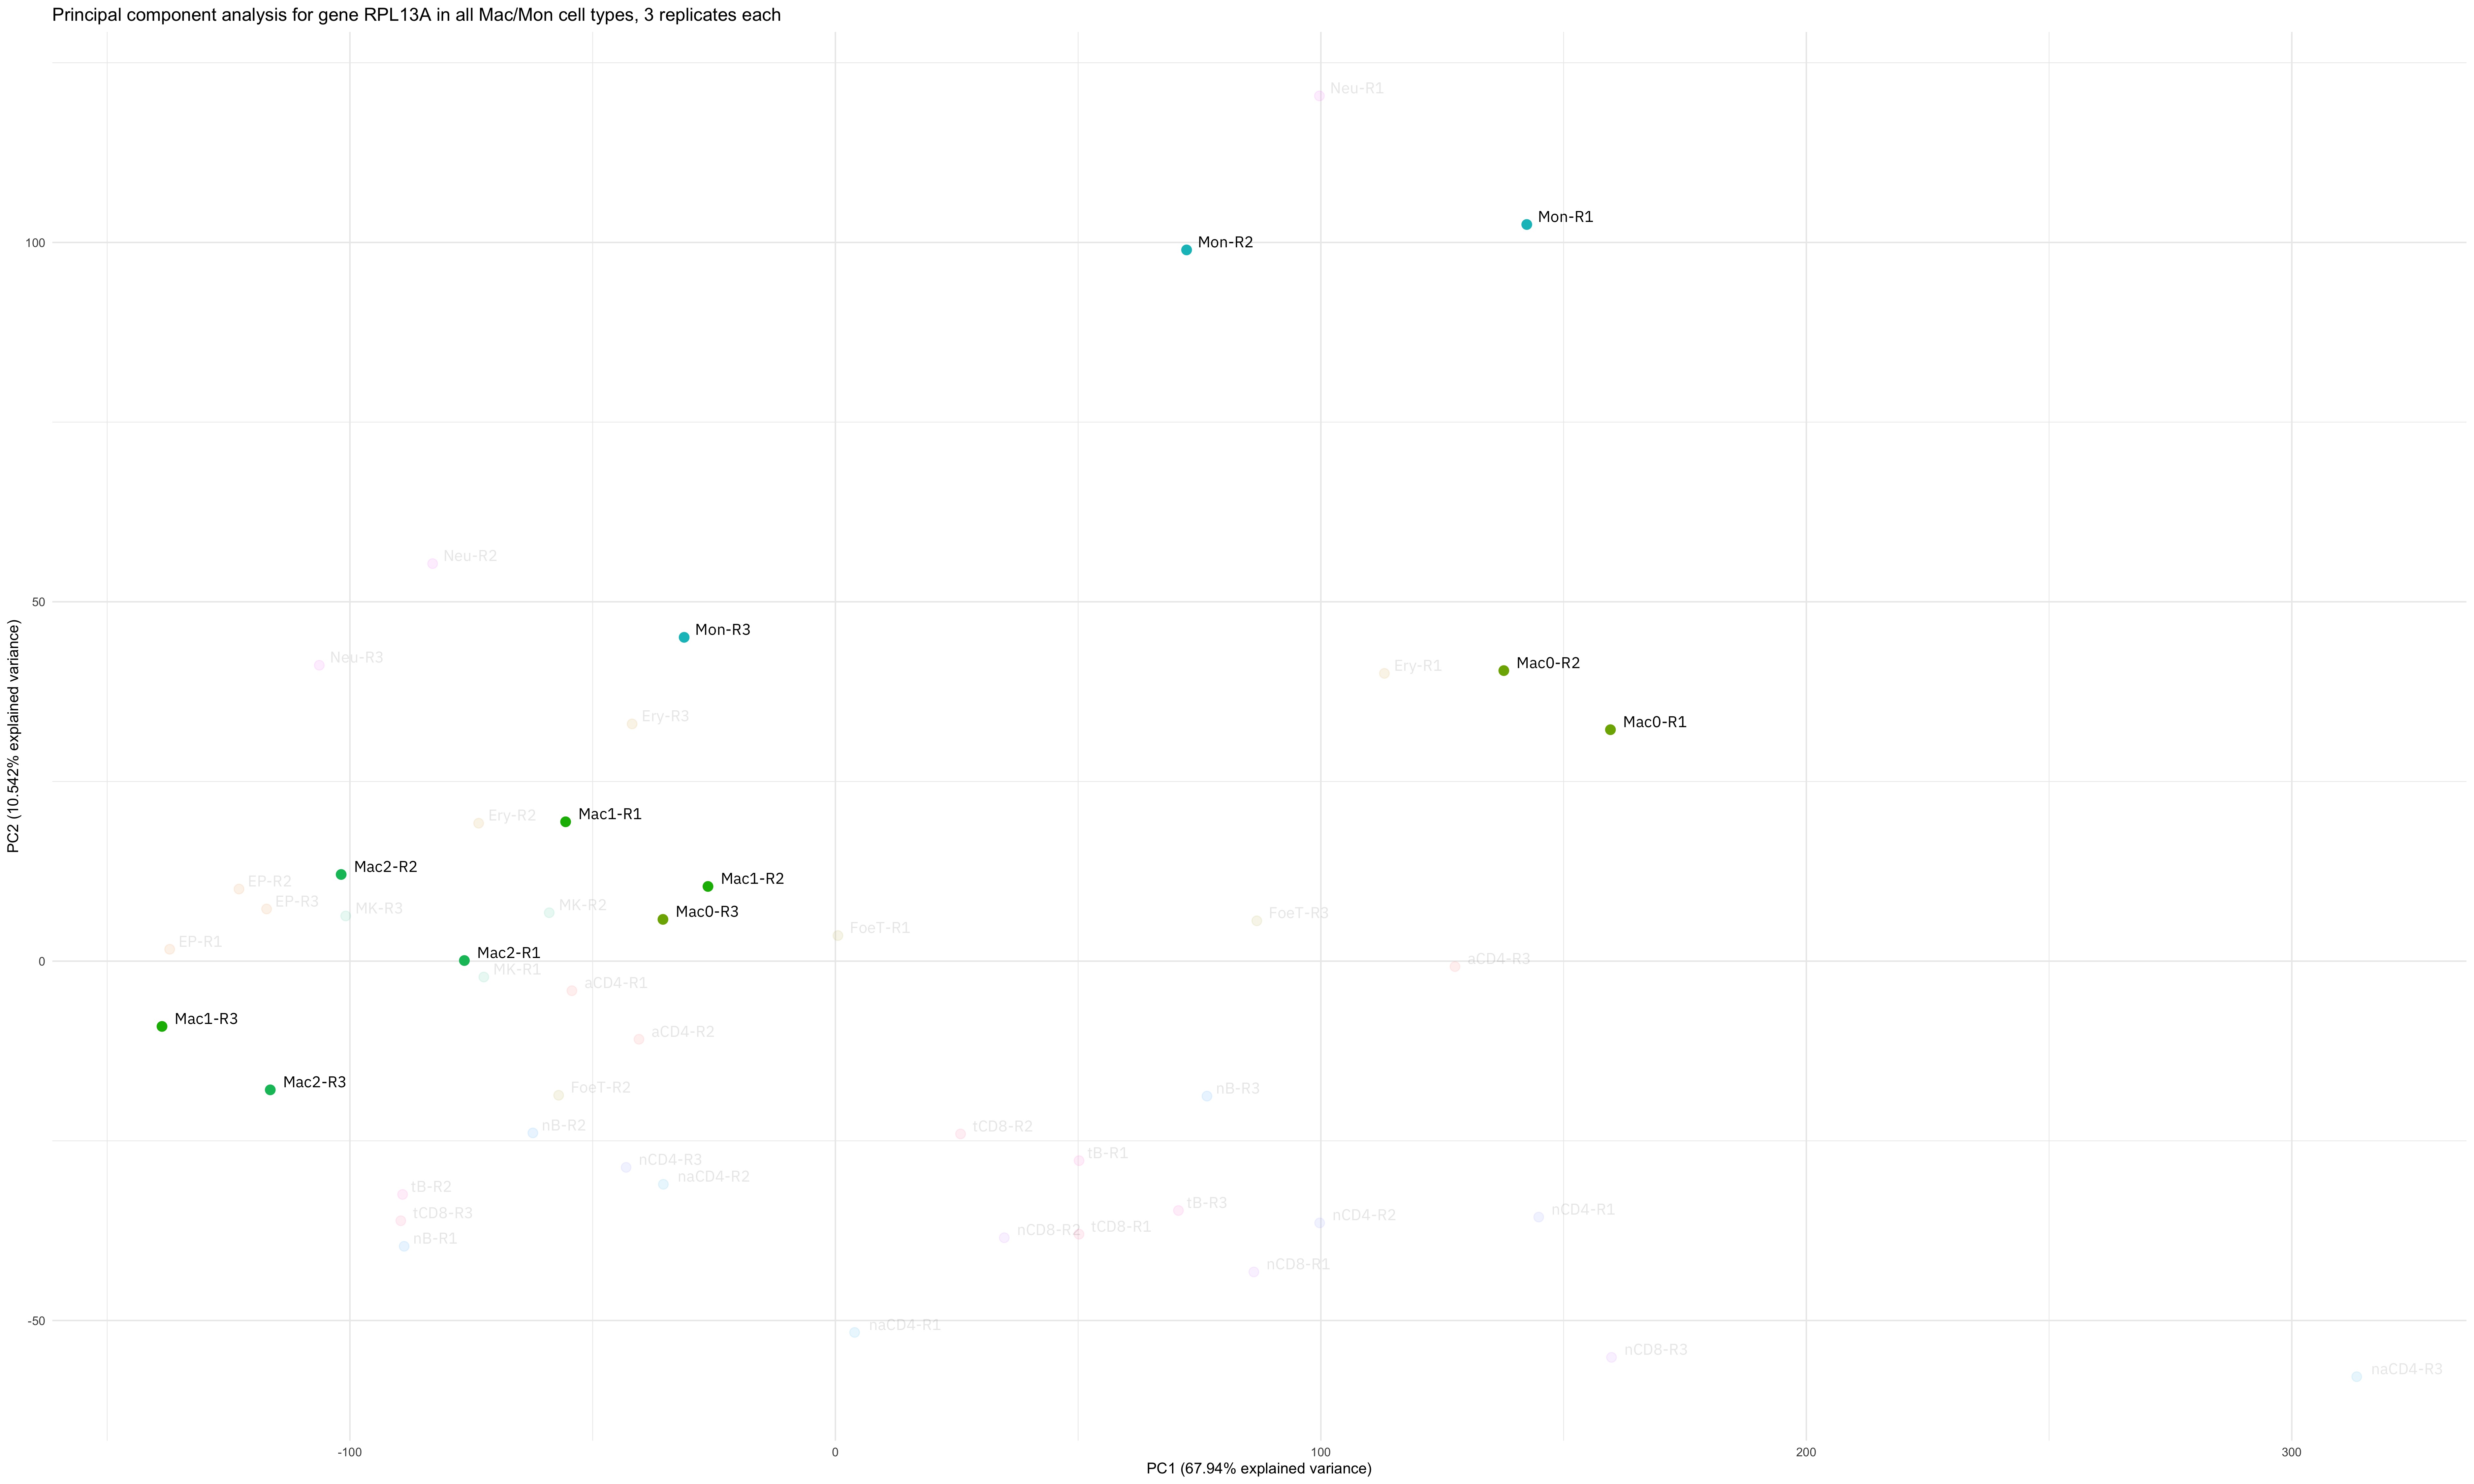 Principal component analysis for gene RPL13A in all Mac/Mon cell types, 3 replicates each
Neu-R1
Mon-R1
Mon-R2
100
Neu-R2
50
Mon-R3
Neu-R3
Mac0-R2
Ery-R1
Ery-R3
Mac0-R1
PC2 (10.542% explained variance)
Mac1-R1
Ery-R2
Mac2-R2
EP-R2
Mac1-R2
EP-R3
MK-R3
MK-R2
Mac0-R3
FoeT-R3
FoeT-R1
EP-R1
Mac2-R1
0
aCD4-R3
MK-R1
aCD4-R1
Mac1-R3
aCD4-R2
Mac2-R3
FoeT-R2
nB-R3
nB-R2
tCD8-R2
tB-R1
nCD4-R3
naCD4-R2
tB-R2
tB-R3
nCD4-R1
tCD8-R3
nCD4-R2
nCD8-R2
tCD8-R1
nB-R1
nCD8-R1
-50
naCD4-R1
nCD8-R3
naCD4-R3
-100
0
100
200
300
PC1 (67.94% explained variance)